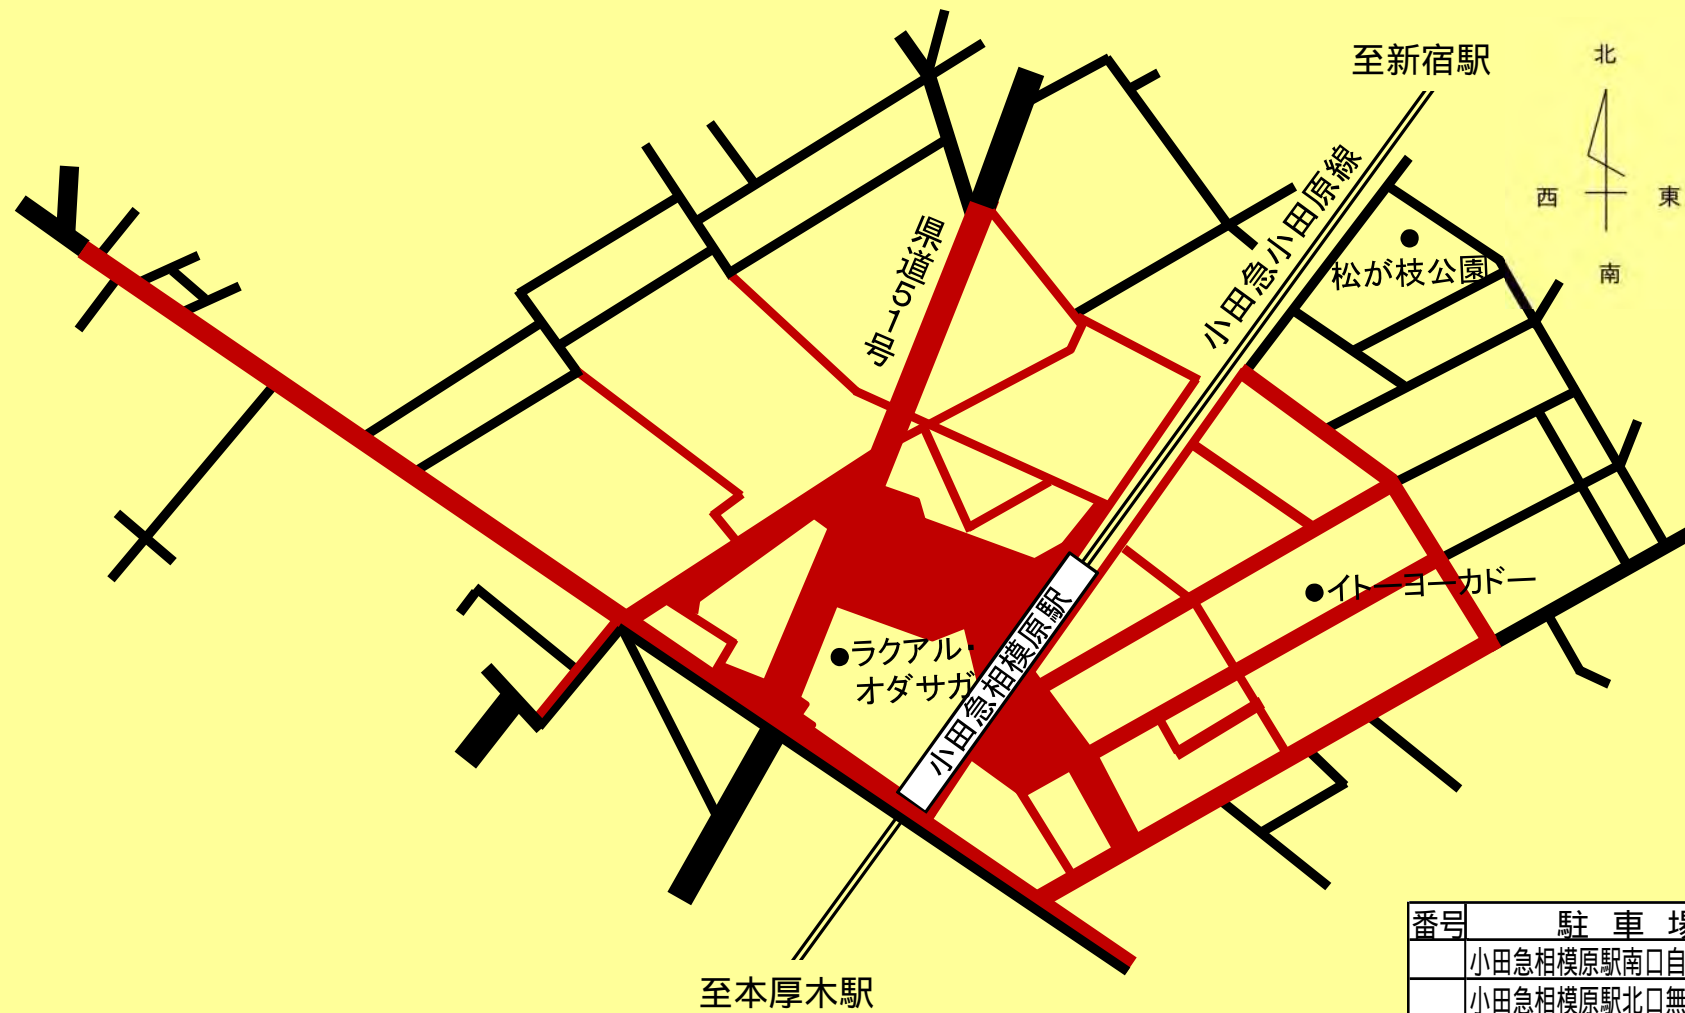 至新宿駅
北
西
東
南
小田急小田原線
県道51号
松が枝公園
イトーヨーカドー
ラクアル・
オダサガ
小田急相模原駅
至本厚木駅
番号
駐車場
小田急相模原駅南口自
小田急相模原駅北口無